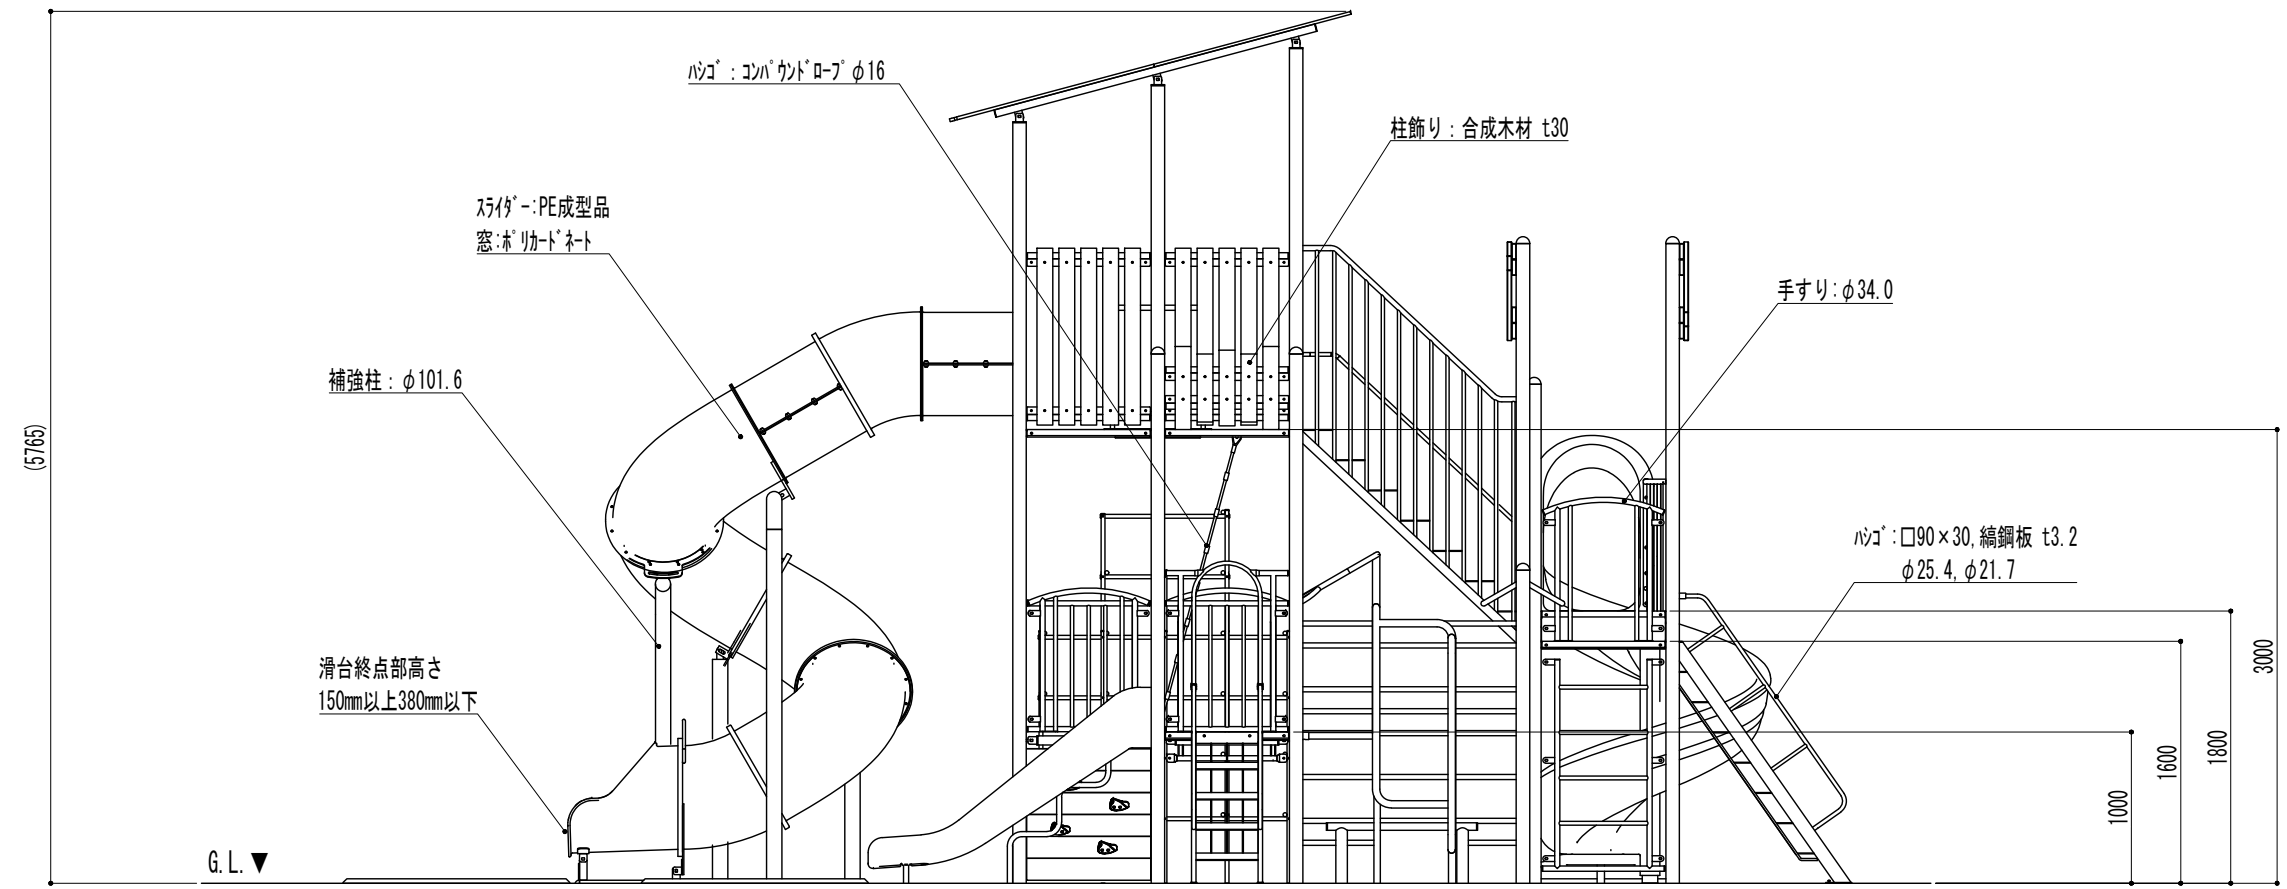 ﾊｼｺﾞ：ｺﾝﾊﾟｳﾝﾄﾞﾛｰﾌﾟφ16
柱飾り：合成木材 t30
ｽﾗｲﾀﾞｰ:PE成型品
窓:ﾎﾟﾘｶｰﾄﾞﾈｰﾄ
手すり:φ34.0
補強柱：φ101.6
(5765)
ﾊｼｺﾞ:□90×30,縞鋼板 t3.2
φ25.4,φ21.7
滑台終点部高さ
150mm以上380mm以下
3000
1800
1600
1000
G.L.▼